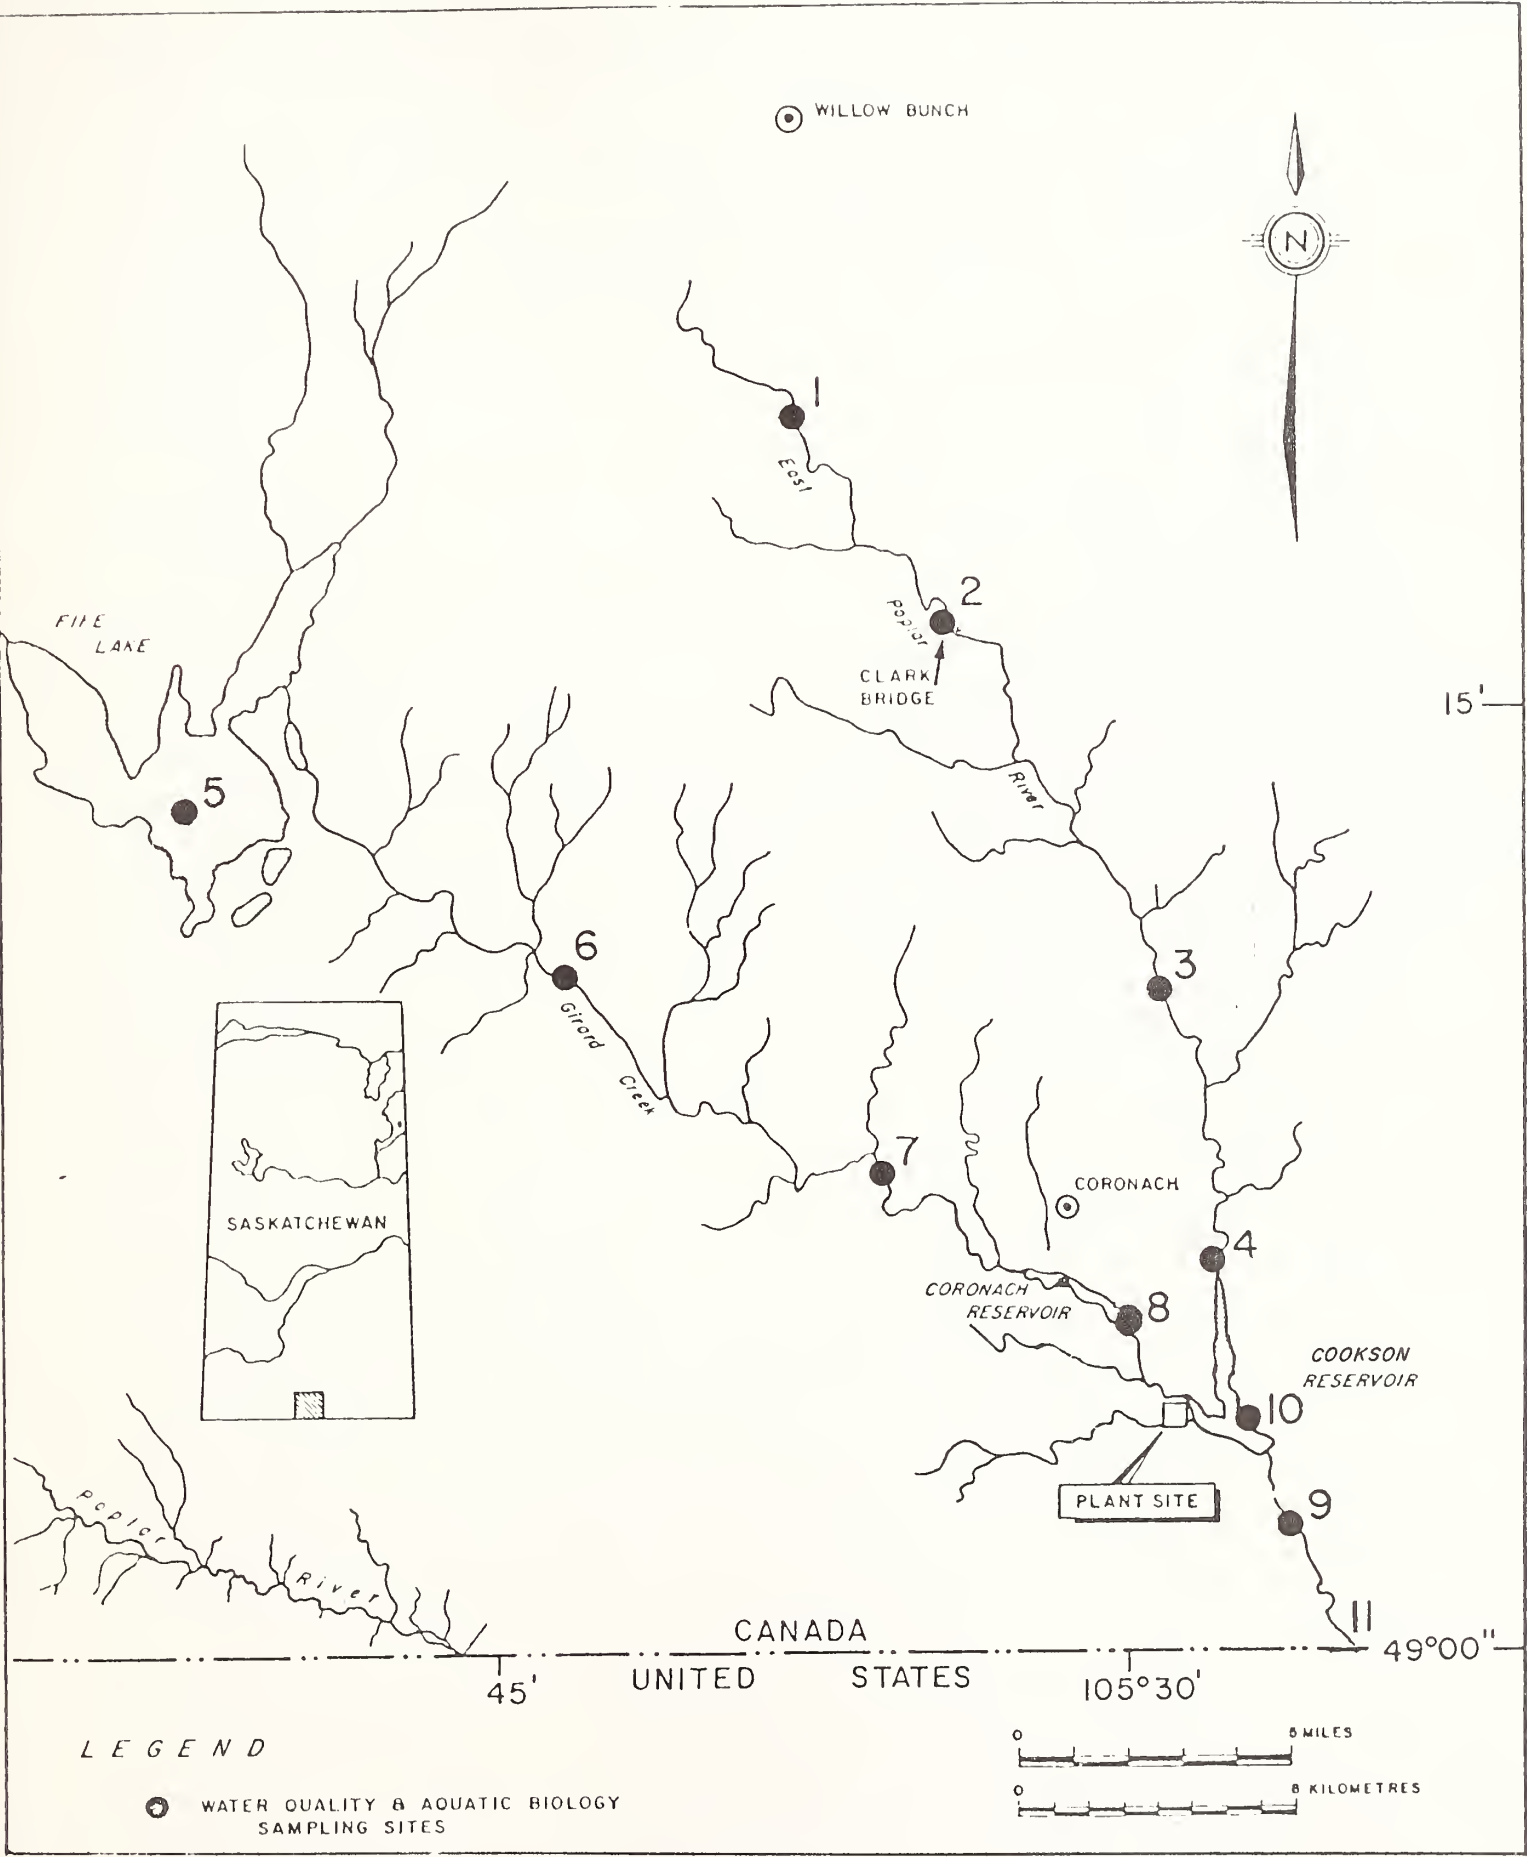 WILLOW BUNCH
N
1
East
2
Poplar
FIFE
LAKE
CLARK
BRIDGE
15'
River
5
6
3
Girard
Creek
7
CORONACH
SASKATCHEWAN
4
CORONACH
RESERVOIR
8
COOKSON
RESERVOIR
10
PLANT SITE
9
Poplar
River
11
CANADA
49°00"
UNITED STATES
45'
105°30'
LEGEND
0 5 MILES
0 8 KILOMETRES
WATER QUALITY & AQUATIC BIOLOGY
SAMPLING SITES